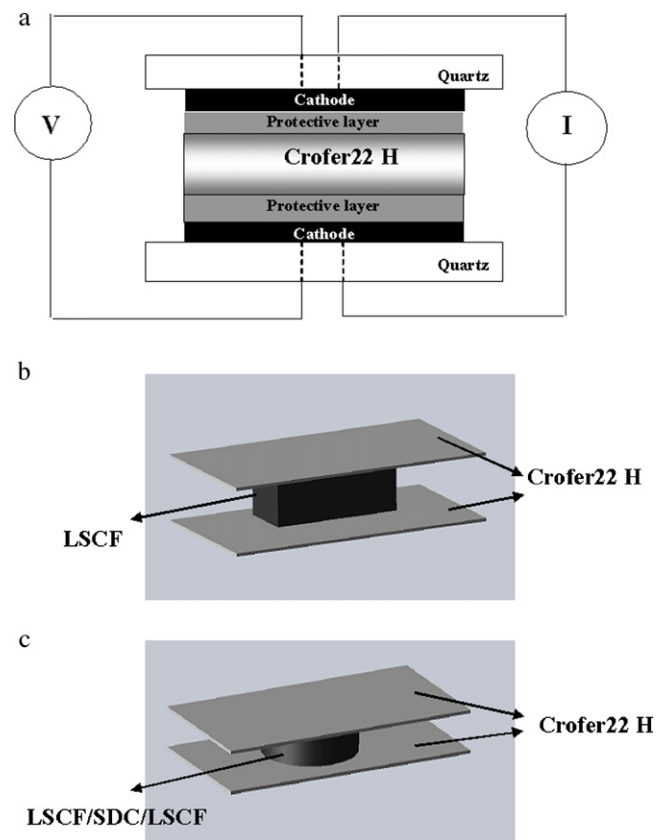 a
Quartz
Cathode
Protective layer
V
Crofer22 H
I
Protective layer
Cathode
Quartz
b
Crofer22 H
LSCF
c
Crofer22 H
LSCF/SDC/LSCF